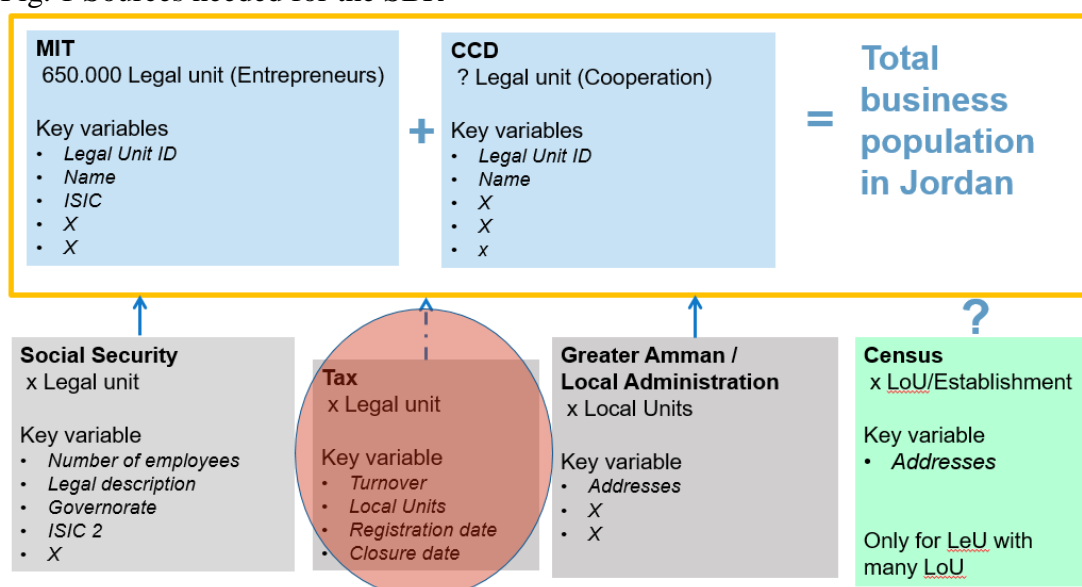 MIT
650.000 Legal unit (Entrepreneurs)
Key variables
• Legal Unit ID
• Name
• ISIC
• X
• X
+
CCD
? Legal unit (Cooperation)
Key variables
• Legal Unit ID
• Name
• X
• X
• x
=
Total
business
population
in Jordan
Social Security
x Legal unit
Key variable
• Number of employees
• Legal description
• Governorate
• ISIC 2
• X
Tax
x Legal unit
Key variable
• Turnover
• Local Units
• Registration date
• Closure date
Greater Amman /
Local Administration
x Local Units
Key variable
• Addresses
• X
• X
?
Census
x LoU/Establishment
Key variable
• Addresses
Only for LeU with
many LoU